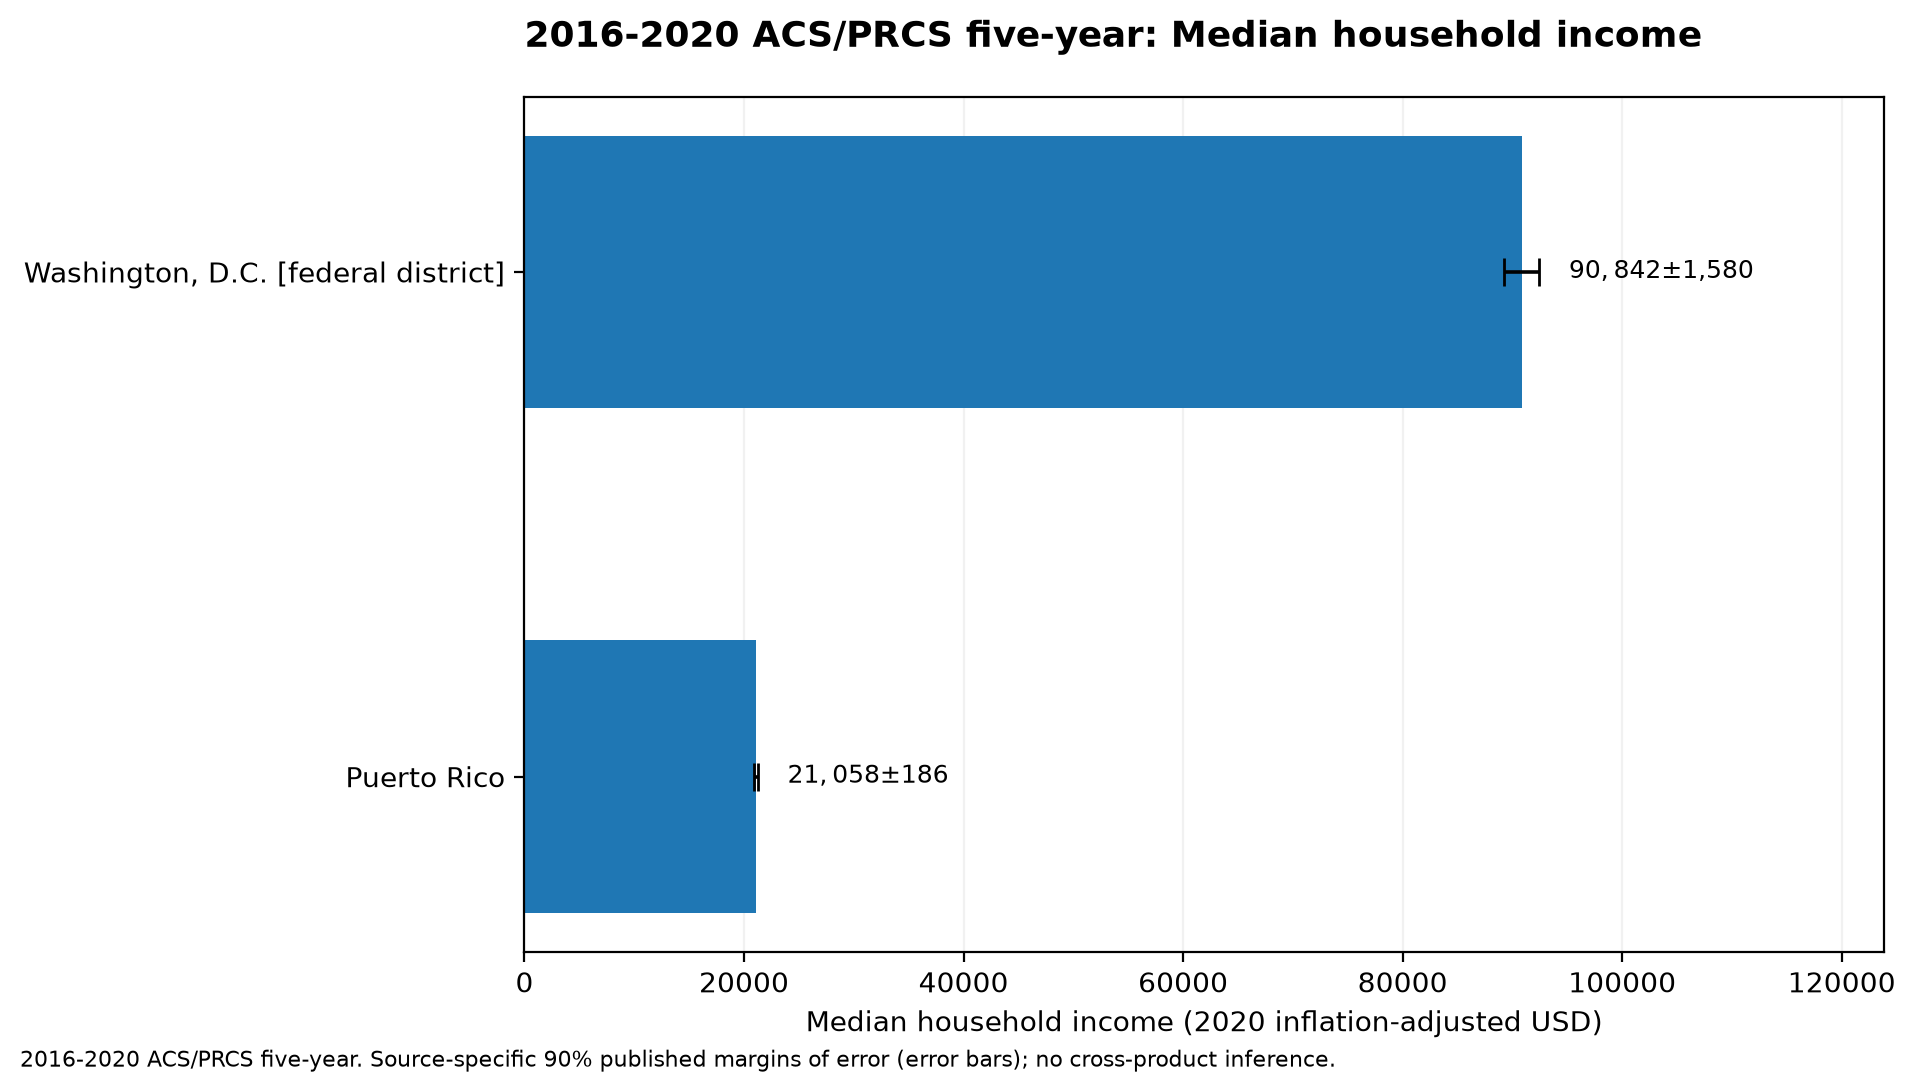 2016-2020 ACS/PRCS five-year: Median household income
Washington, D.C. [federal district]
90,842±1,580
Puerto Rico
21,058±186
0 20000 40000 60000 80000 100000 120000
Median household income (2020 inflation-adjusted USD)
2016-2020 ACS/PRCS five-year. Source-specific 90% published margins of error (error bars); no cross-product inference.